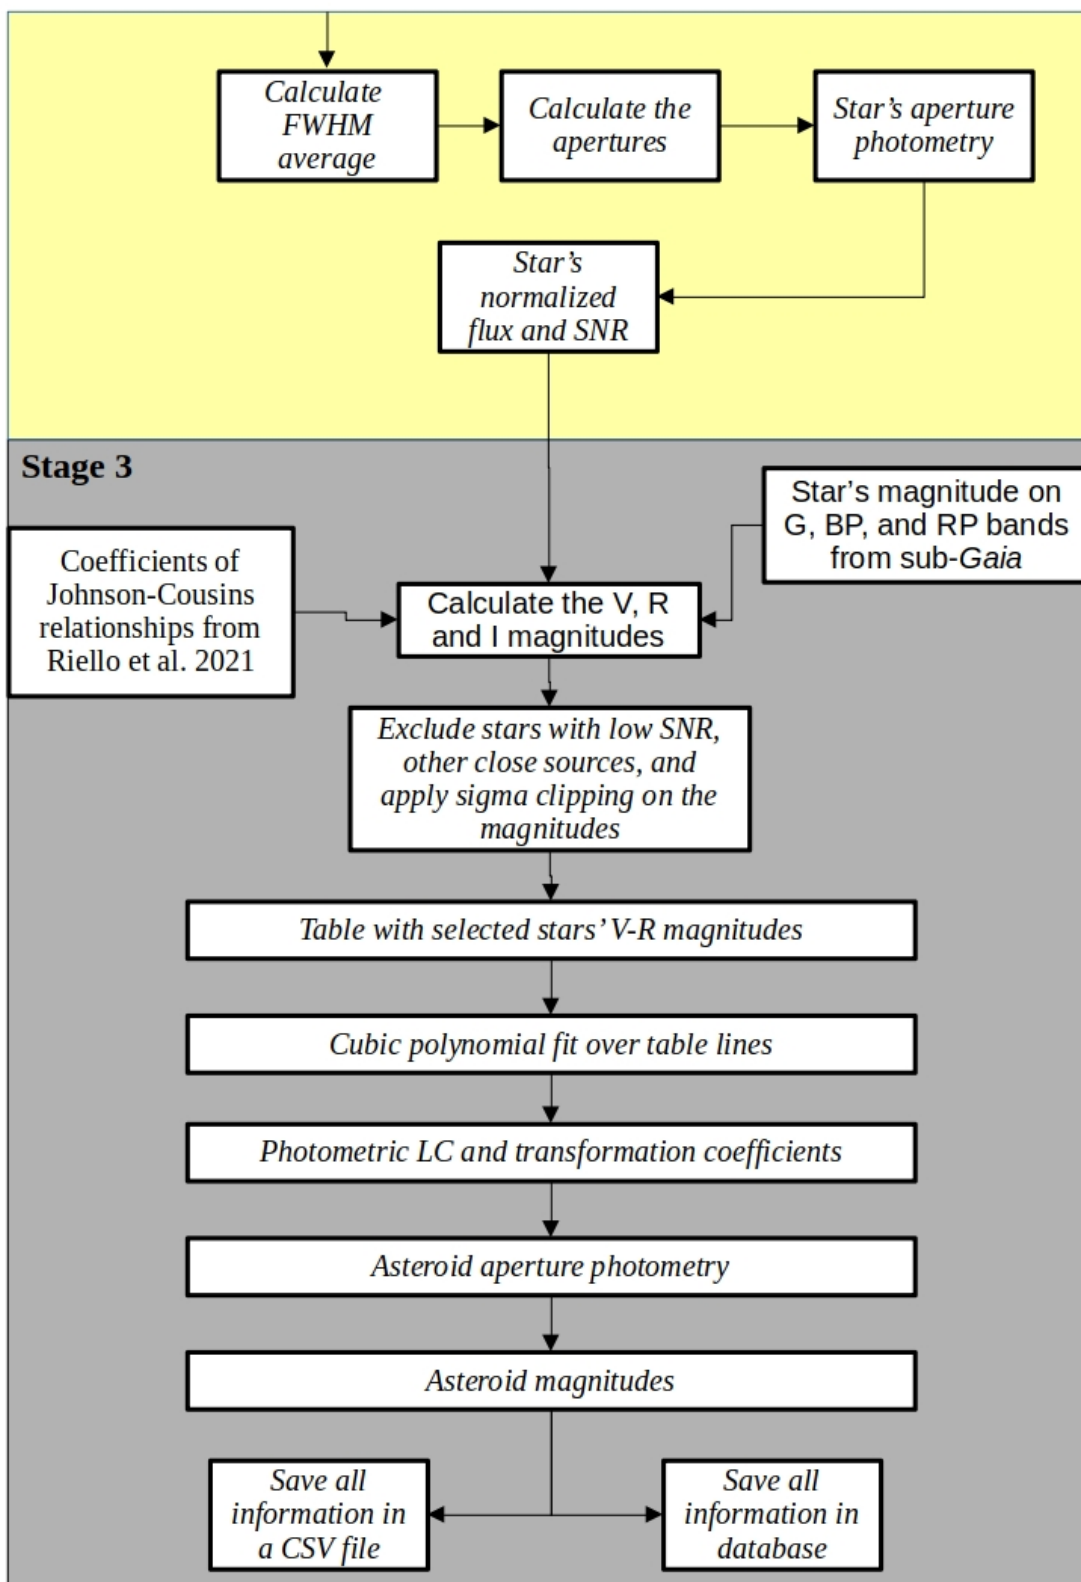 Calculate
FWHM
average
Calculate the
apertures
Star’s aperture
photometry
Star’s
normalized
flux and SNR
Stage 3
Star’s magnitude on
G, BP, and RP bands
from sub-Gaia
Coefficients of
Johnson-Cousins
relationships from
Riello et al. 2021
Calculate the V, R
and I magnitudes
Exclude stars with low SNR,
other close sources, and
apply sigma clipping on the
magnitudes
Table with selected stars’ V-R magnitudes
Cubic polynomial fit over table lines
Photometric LC and transformation coefficients
Asteroid aperture photometry
Asteroid magnitudes
Save all
information in
a CSV file
Save all
information in
database